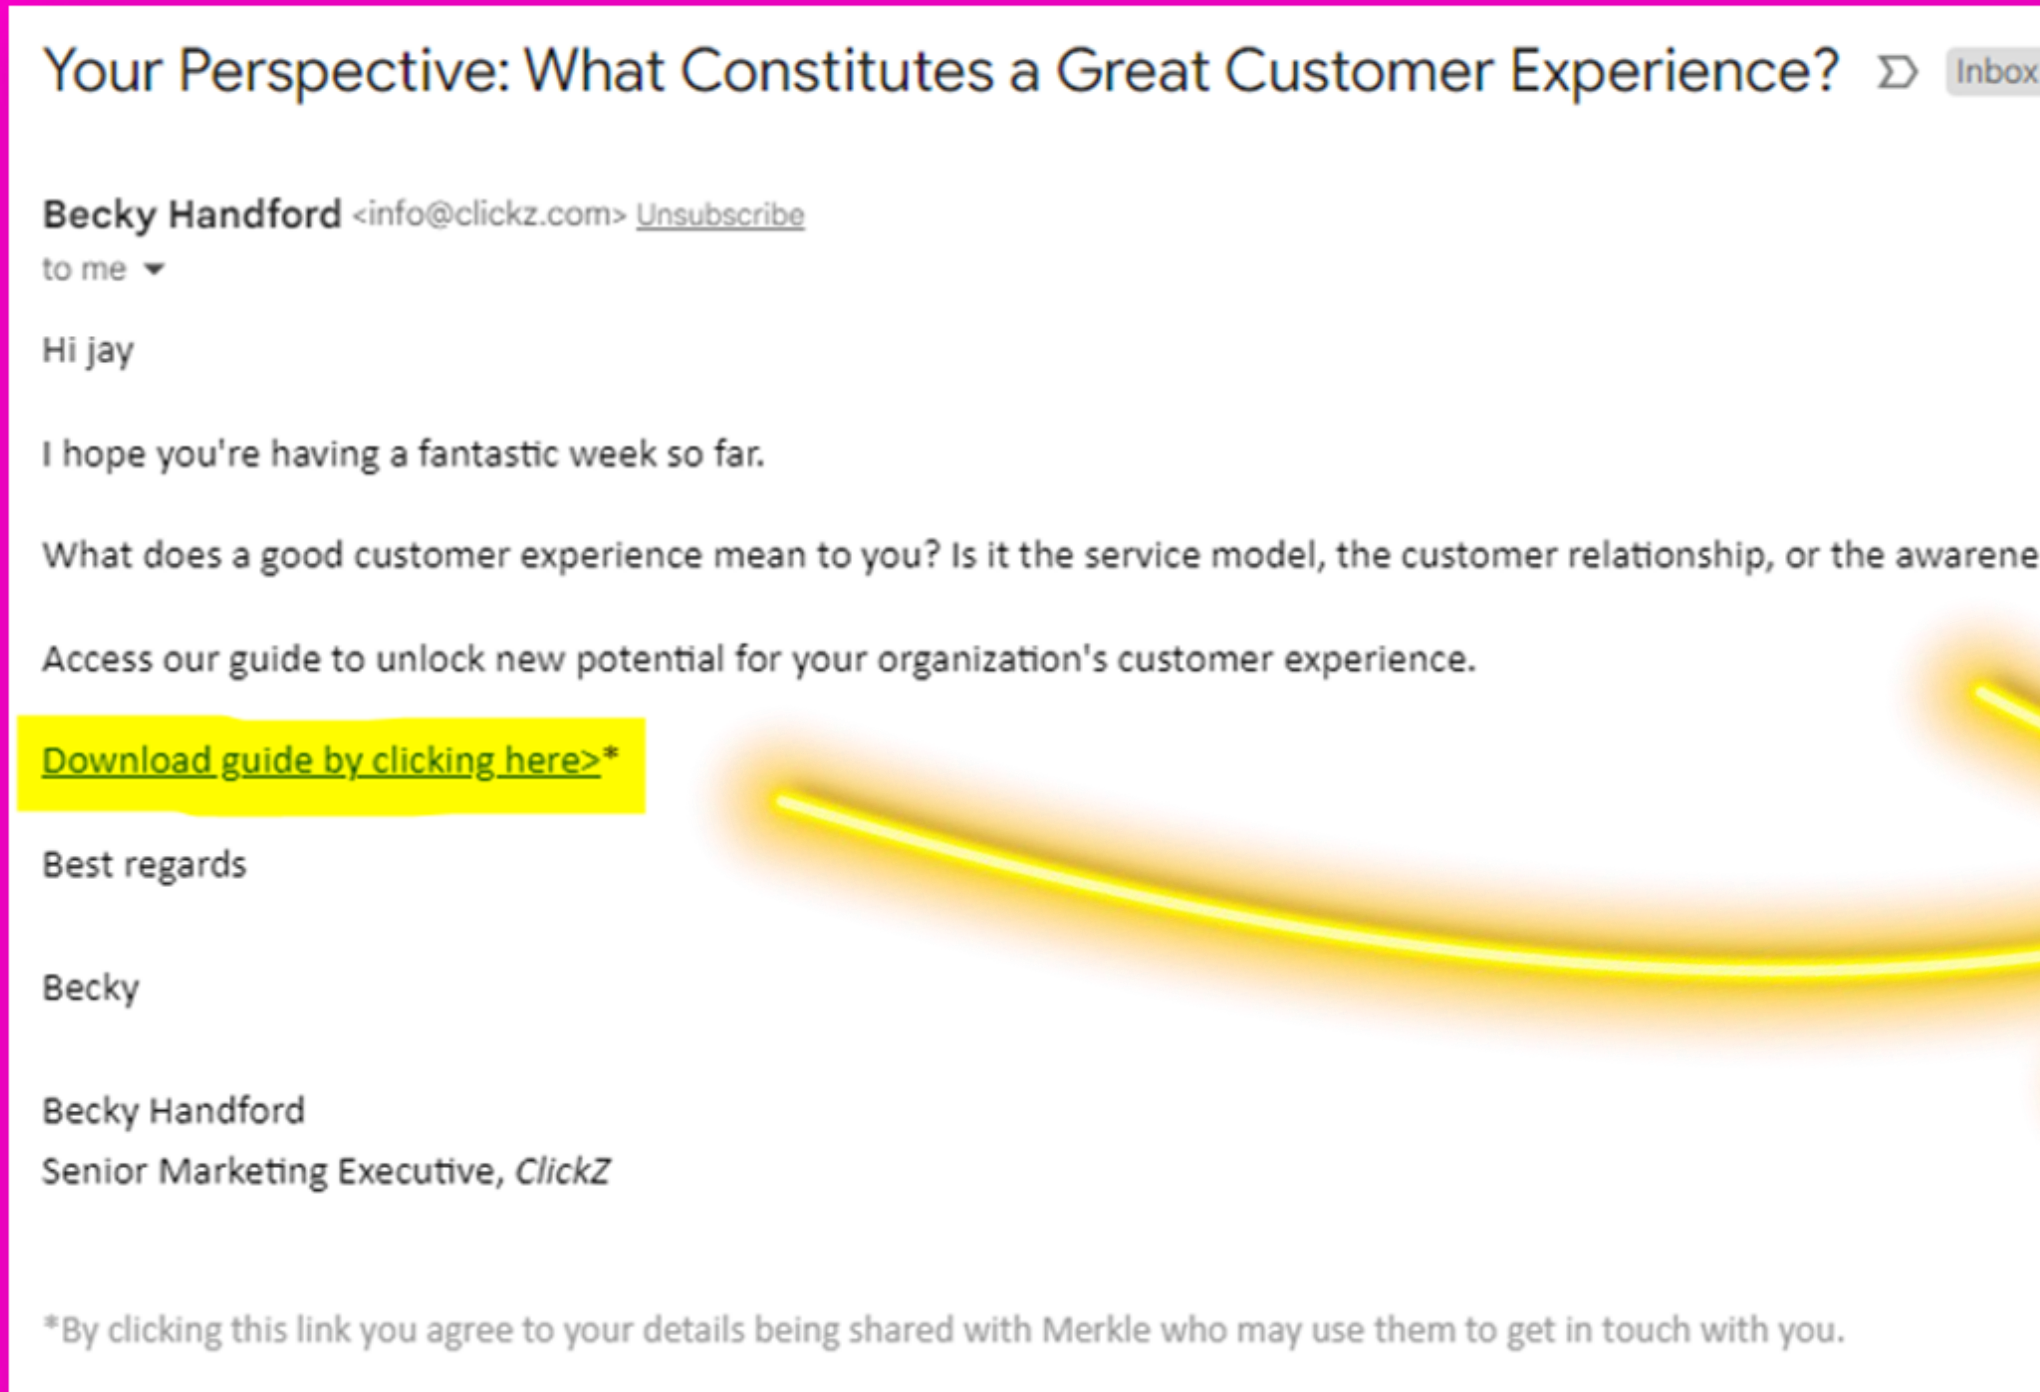 Your Perspective: What Constitutes a Great Customer Experience? Inbox
Becky Handford <info@clickz.com> Unsubscribe
to me
Hi jay
I hope you're having a fantastic week so far.
What does a good customer experience mean to you? Is it the service model, the customer relationship, or the awarene
Access our guide to unlock new potential for your organization's customer experience.
Download guide by clicking here>*
Best regards
Becky
Becky Handford
Senior Marketing Executive, ClickZ
*By clicking this link you agree to your details being shared with Merkle who may use them to get in touch with you.